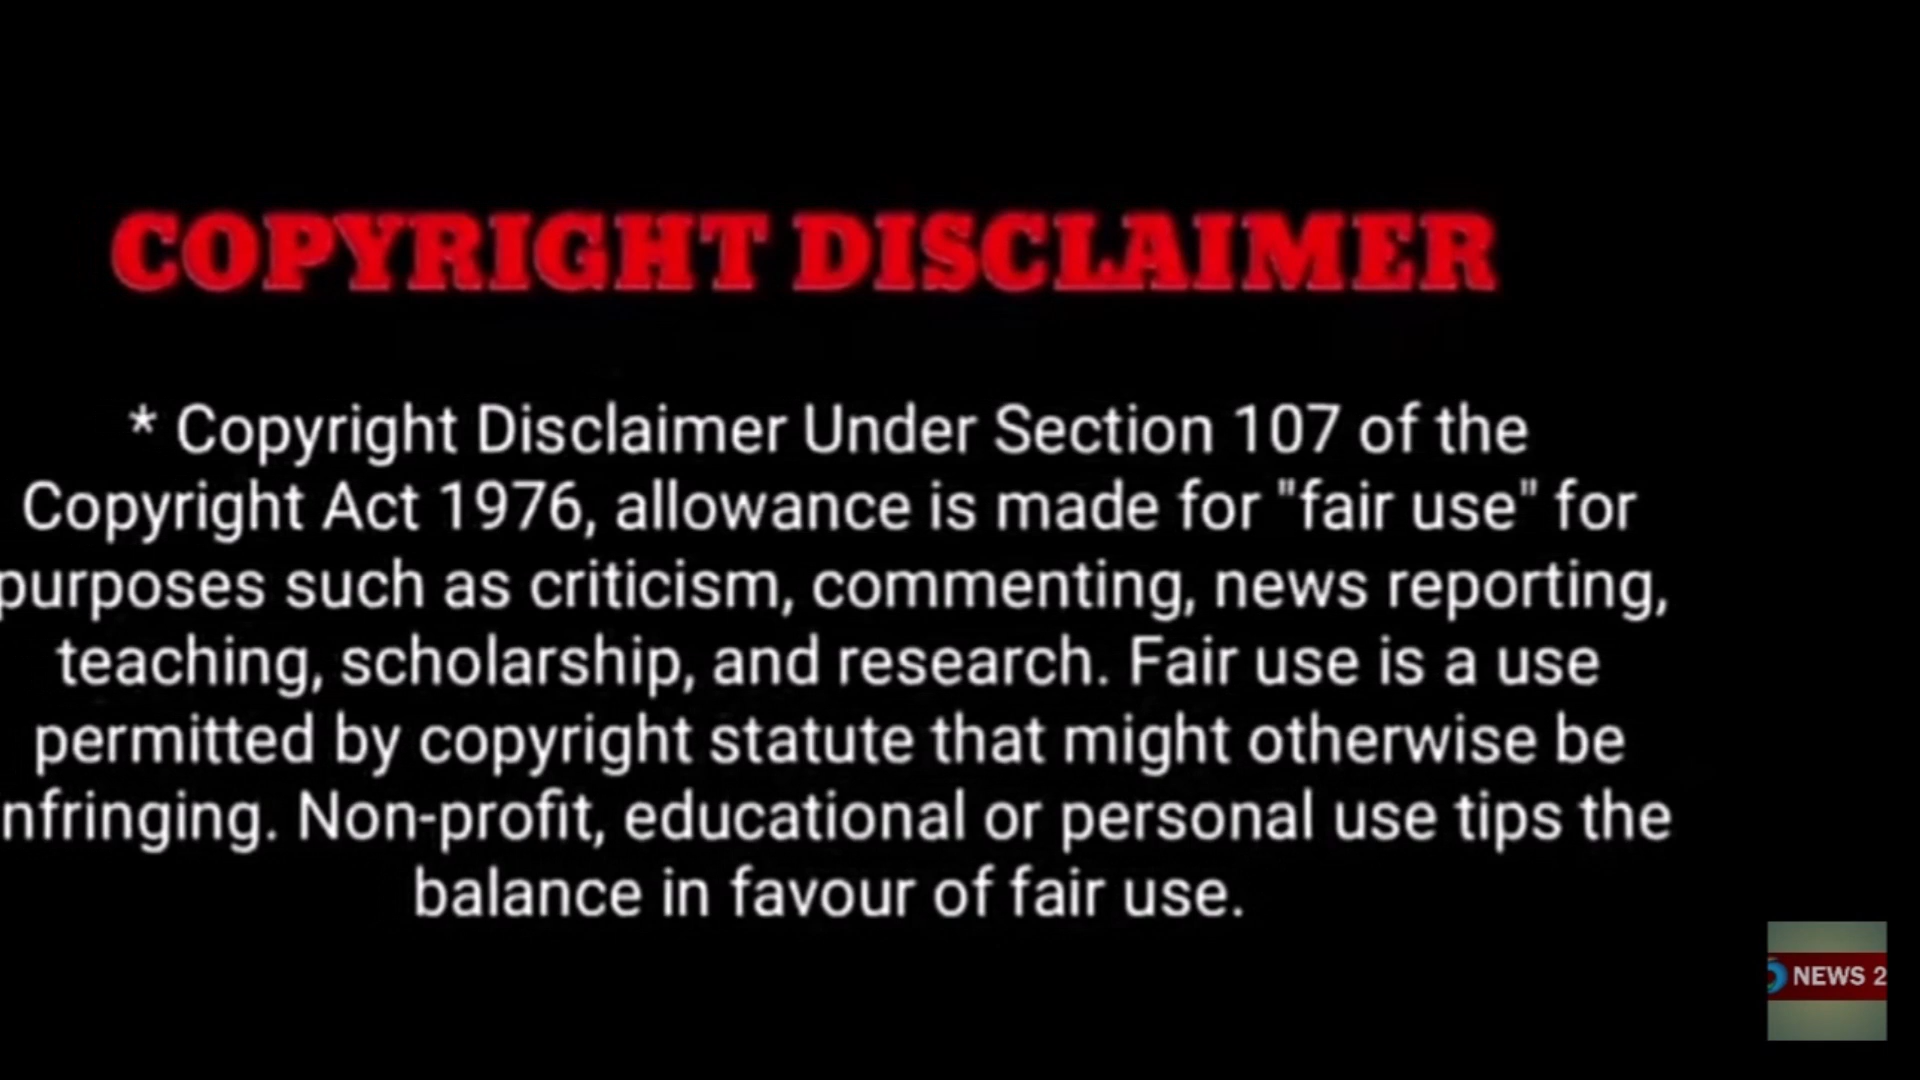 COPYRIGHT DISCLAIMER
* Copyright Disclaimer Under Section 107 of the
Copyright Act 1976, allowance is made for "fair use" for
purposes such as criticism, commenting, news reporting,
teaching, scholarship, and research. Fair use is a use
permitted by copyright statute that might otherwise be
nfringing. Non-profit, educational or personal use tips the
balance in favour of fair use.
NEWS 2